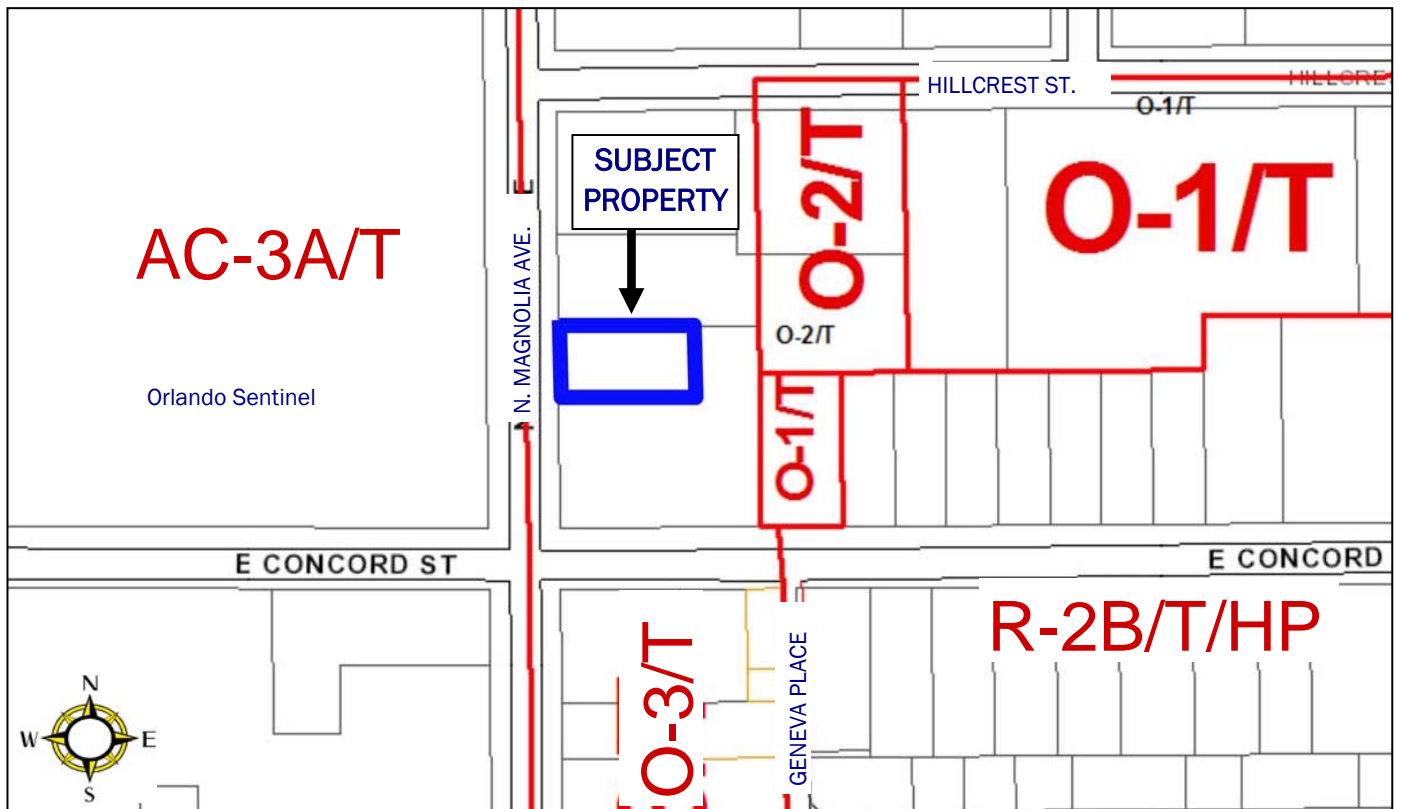 HILLCREST ST.
HILLCRE
O-1/T
SUBJECT
PROPERTY
O-2/T
O-1/T
AC-3A/T
N. MAGNOLIA AVE.
O-2/T
Orlando Sentinel
O-1/T
E CONCORD ST
E CONCORD
R-2B/T/HP
O-3/T
GENEVA PLACE
N
W
E
S